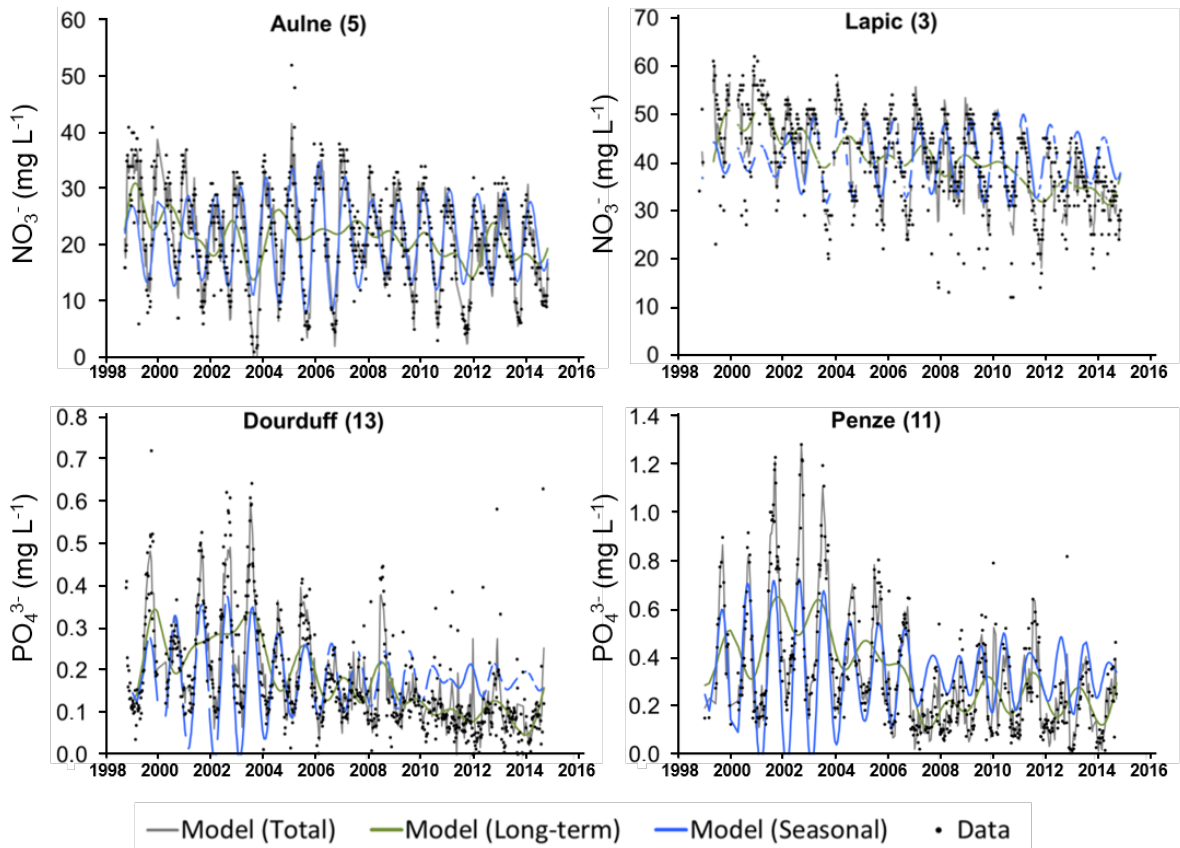 Aulne (5)
NO₃⁻ (mg L⁻¹)
60
50
40
30
20
10
0
1998 2000 2002 2004 2006 2008 2010 2012 2014 2016
Lapic (3)
NO₃⁻ (mg L⁻¹)
70
60
50
40
30
20
10
0
1998 2000 2002 2004 2006 2008 2010 2012 2014 2016
Dourduff (13)
PO₄³⁻ (mg L⁻¹)
0.8
0.7
0.6
0.5
0.4
0.3
0.2
0.1
0.0
1998 2000 2002 2004 2006 2008 2010 2012 2014 2016
Penze (11)
PO₄³⁻ (mg L⁻¹)
1.4
1.2
1.0
0.8
0.6
0.4
0.2
0.0
1998 2000 2002 2004 2006 2008 2010 2012 2014 2016
Model (Total) Model (Long-term) Model (Seasonal) Data